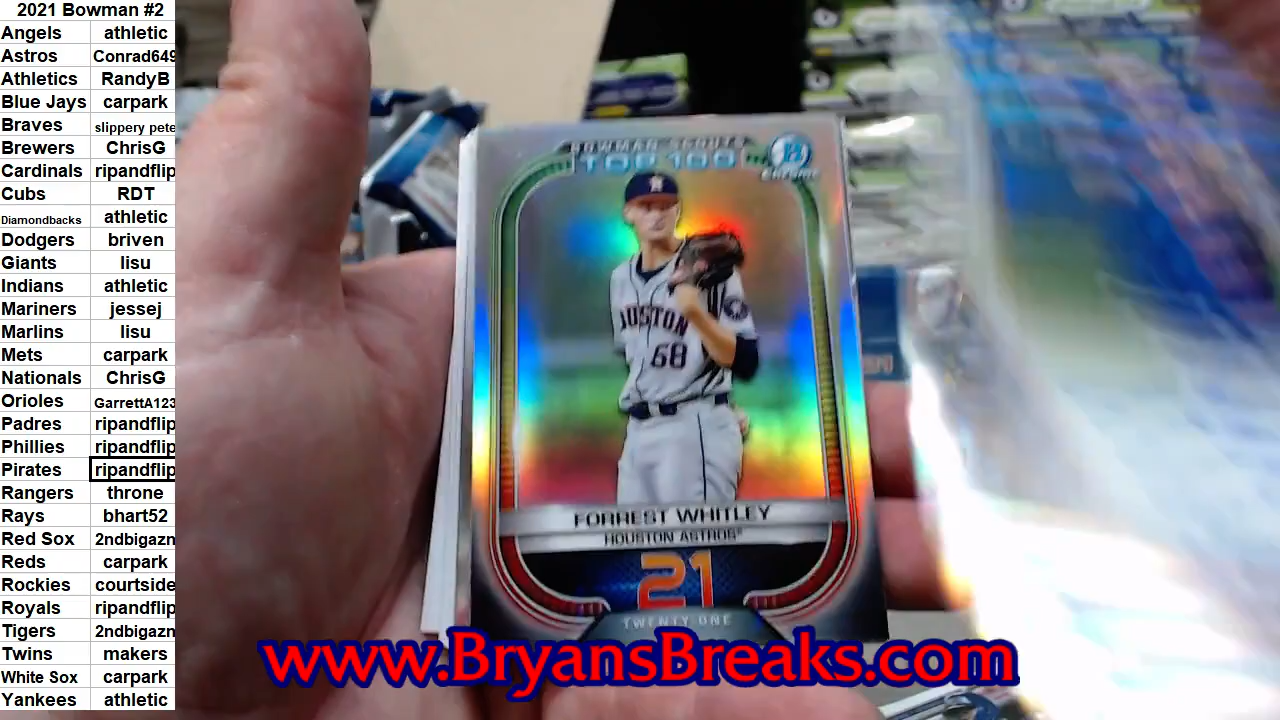 2021 Bowman #2
Angels athletic
Astros Conrad649
Athletics RandyB
Blue Jays carpark
Braves slippery pete
Brewers ChrisG
Cardinals ripandflip
Cubs RDT
Diamondbacks athletic
Dodgers briven
Giants lisu
Indians athletic
Mariners jessej
Marlins lisu
Mets carpark
Nationals ChrisG
Orioles GarrettA123
Padres ripandflip
Phillies ripandflip
Pirates ripandflip
Rangers throne
Rays bhart52
Red Sox 2ndbigazn
Reds carpark
Rockies courtside
Royals ripandflip
Tigers 2ndbigazn
Twins makers
White Sox carpark
Yankees athletic
BOWMAN SCOUTS
TOP 100
B
Chrome
H
HOUSTON
68
FORREST WHITLEY
HOUSTON ASTROS®
21
TWENTY-ONE
www.BryansBreaks.com